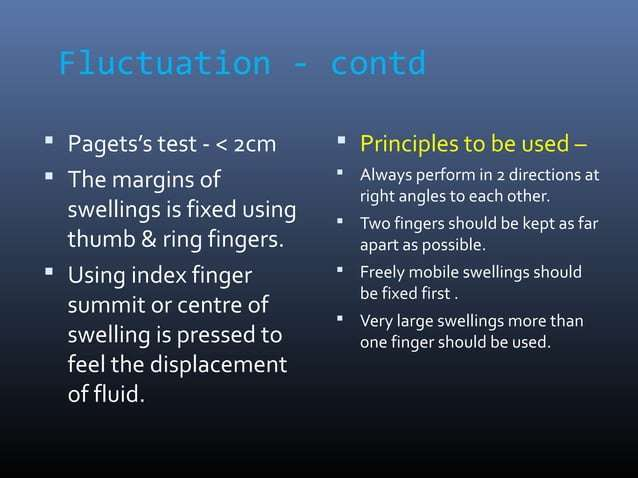 Fluctuation - contd
▪ Pagets's test - < 2cm
▪ The margins of
swellings is fixed using
thumb & ring fingers.
▪ Using index finger
summit or centre of
swelling is pressed to
feel the displacement
of fluid.
▪ Principles to be used –
▪ Always perform in 2 directions at
right angles to each other.
▪ Two fingers should be kept as far
apart as possible.
▪ Freely mobile swellings should
be fixed first .
▪ Very large swellings more than
one finger should be used.